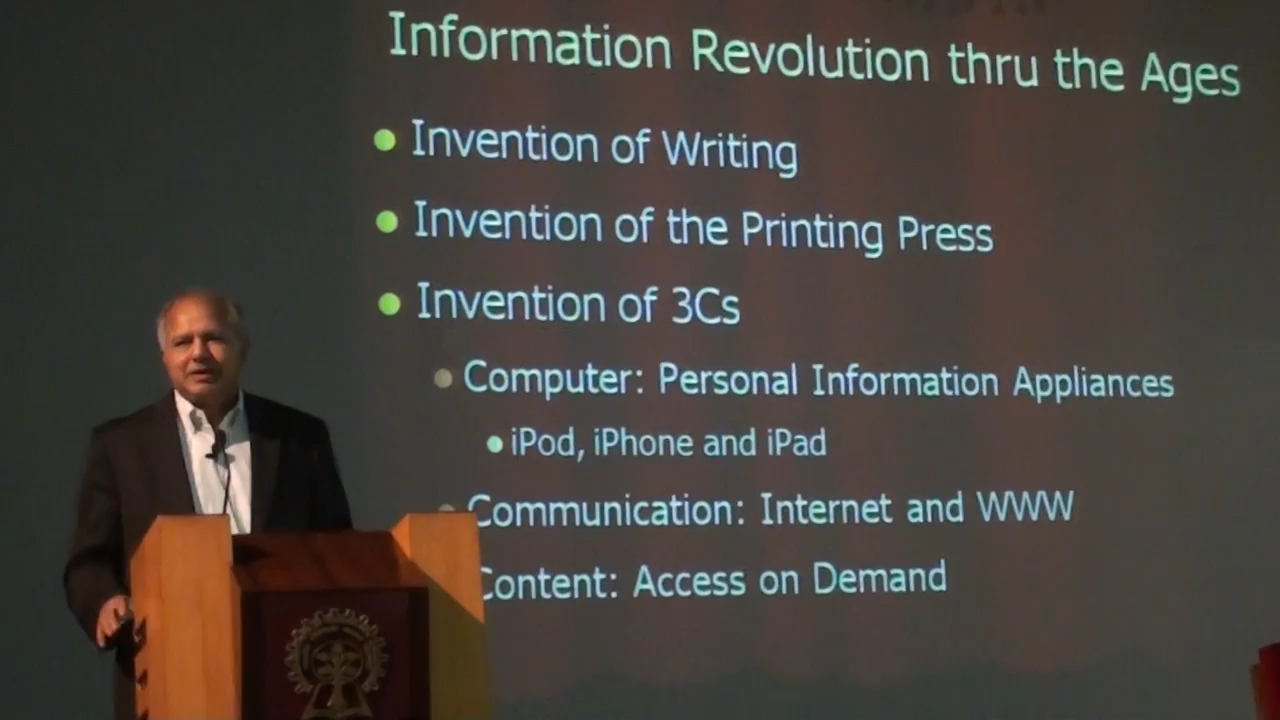 Information Revolution thru the Ages
Invention of Writing
Invention of the Printing Press
Invention of 3Cs
Computer: Personal Information Appliances
iPod, iPhone and iPad
Communication: Internet and WWW
Content: Access on Demand